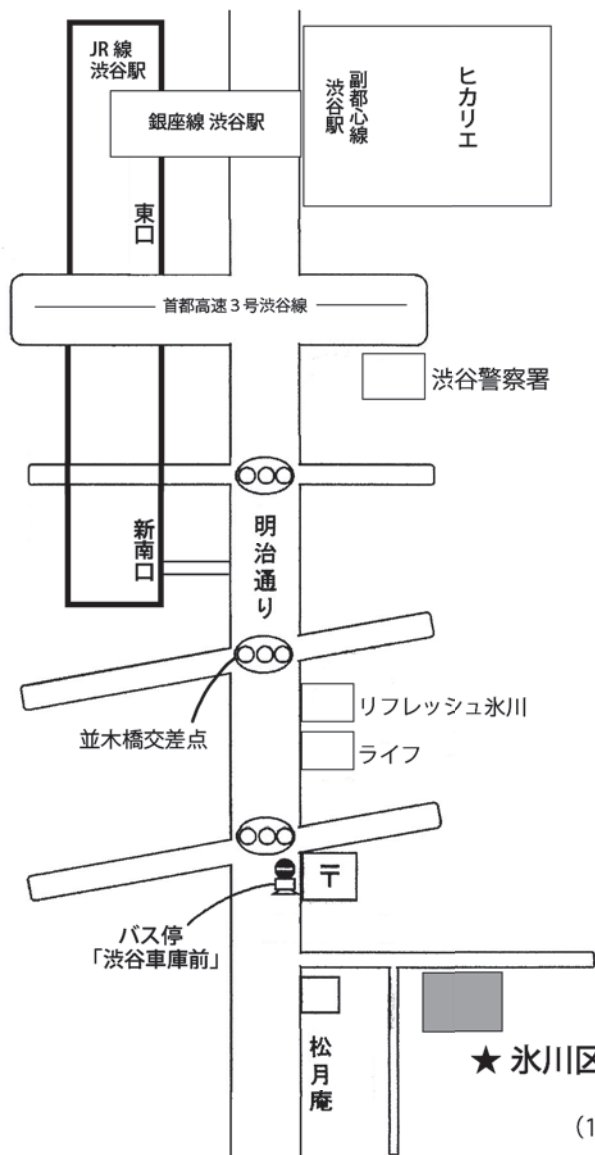 JR 線
渋谷駅
銀座線 渋谷駅
副都心線
渋谷駅
ヒカリエ
東口
首都高速3号渋谷線
渋谷警察署
新南口
明治通り
並木橋交差点
リフレッシュ氷川
ライフ
〒
バス停
「渋谷車庫前」
松月庵
★ 氷川区
(1